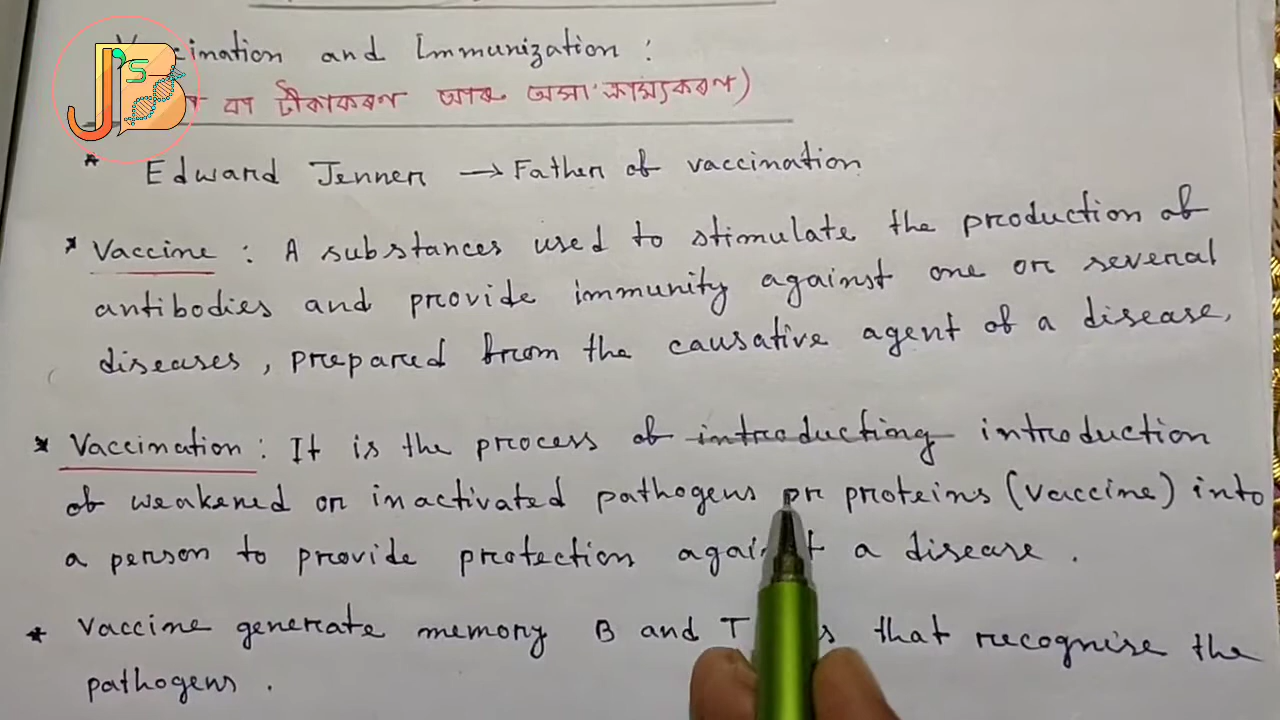 J'S B
cination and Immunization :
বা টীকাকৰণ আৰু অনাক্ৰাম্যকৰণ)
* Edward Jenner → Father of vaccination
* Vaccine : A substances used to stimulate the production of
antibodies and provide immunity against one or several
diseases, prepared from the causative agent of a disease.
* Vaccination : It is the process of introducting introduction
of weakened or inactivated pathogens or proteins (vaccine) into
a person to provide protection against a disease.
* Vaccine generate memory B and T s that recognise the
pathogens.